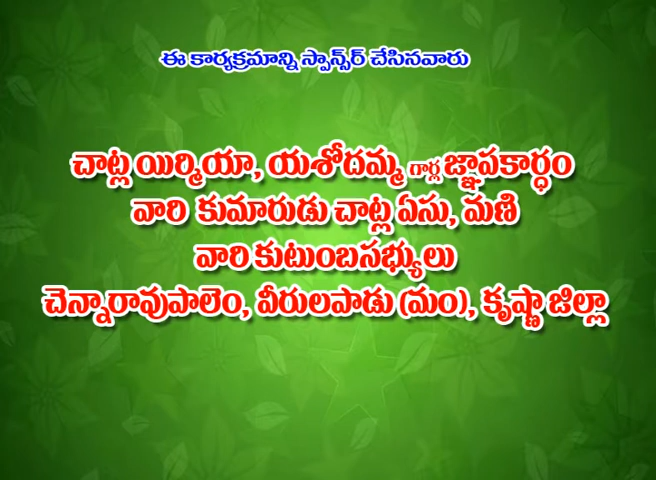 ఈ కార్యక్రమాన్ని స్పాన్సర్ చేసినవారు
చాట్ల యిర్మియా, యశోదమ్మ గార్ల జ్ఞాపకార్థం
వారి కుమారుడు చాట్ల ఏసు, మణి
వారి కుటుంబసభ్యులు
చెన్నారావుపాలెం, వీరులపాడు (మం), కృష్ణా జిల్లా